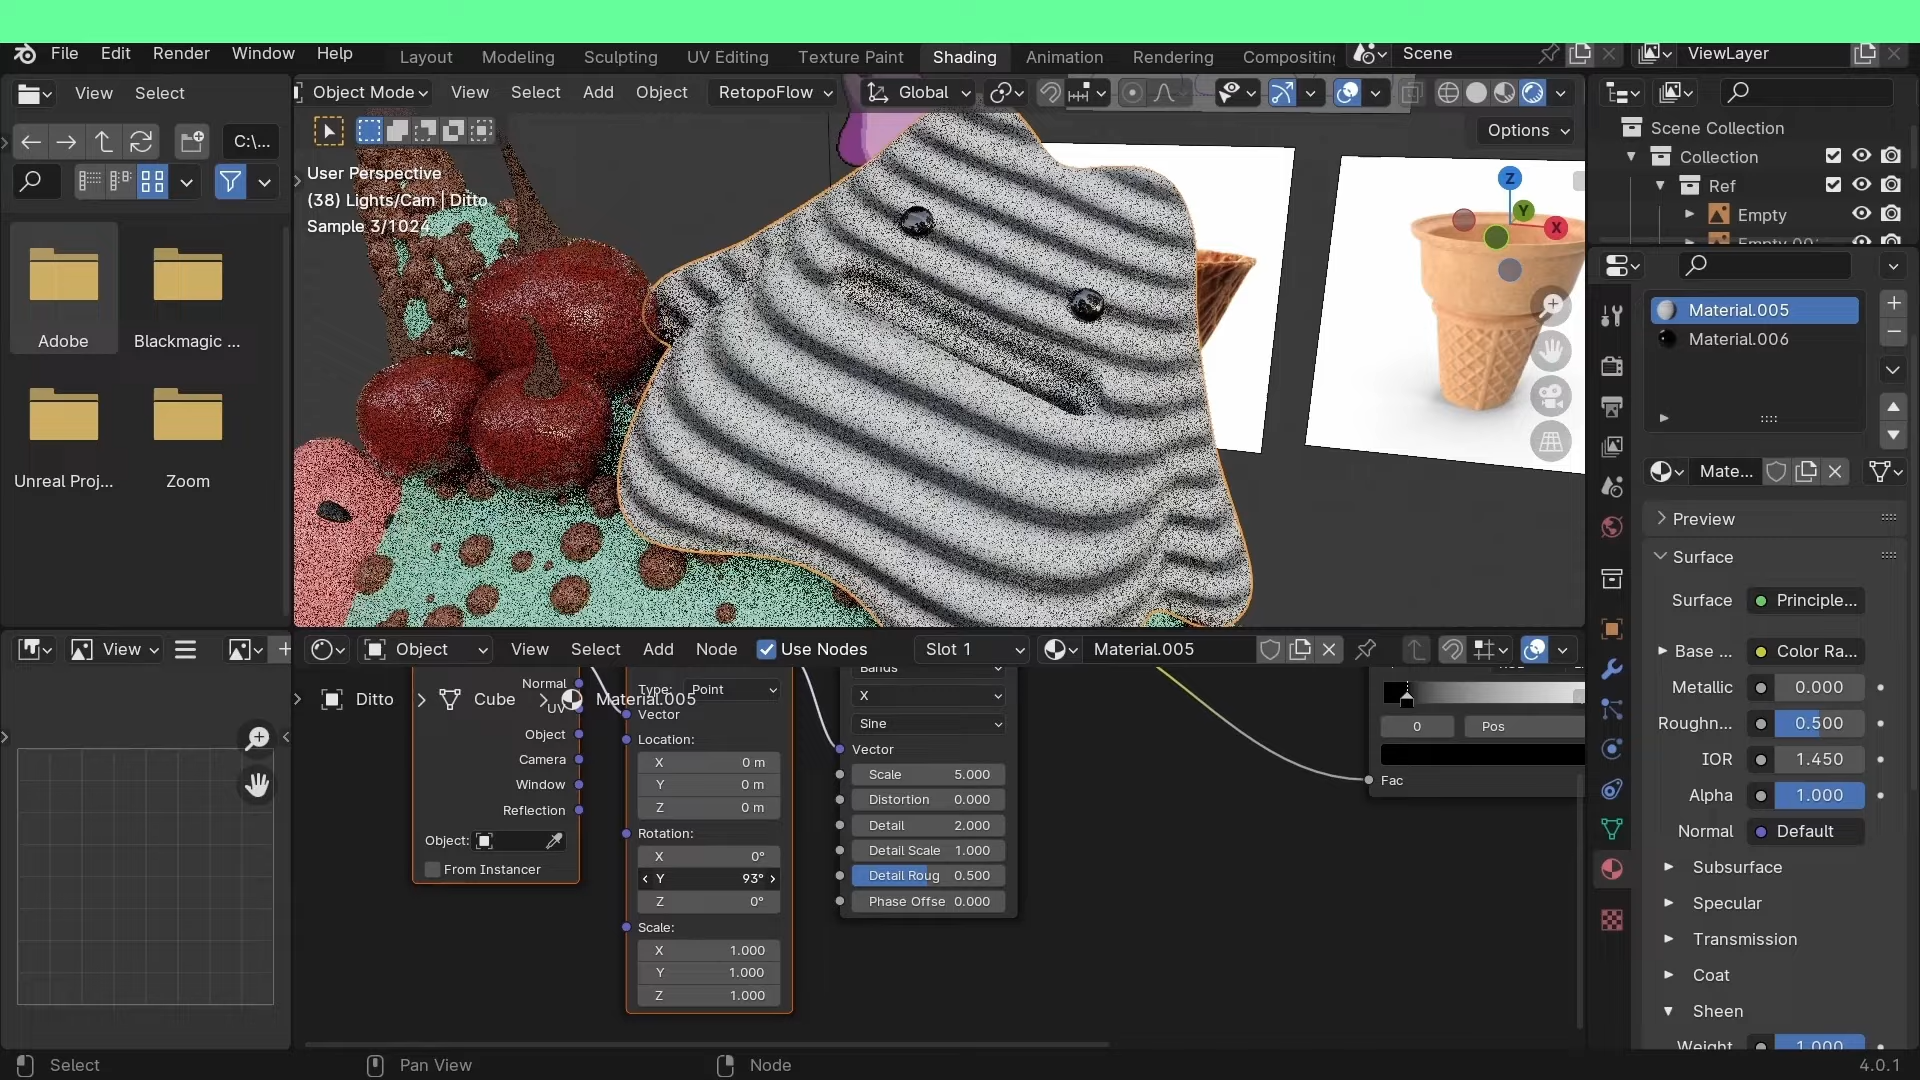 File Edit Render Window Help
Layout Modeling Sculpting UV Editing Texture Paint Shading Animation Rendering Compositing
Scene
ViewLayer
View Select
Object Mode View Select Add Object RetopoFlow Global
Options
C:\...
User Perspective
(38) Lights/Cam | Ditto
Sample 3/1024
Adobe
Blackmagic ...
Unreal Proj...
Zoom
Z
Y
X
Scene Collection
Collection
Ref
Empty
Material.005
Material.006
Mate...
Preview
Surface
Surface Principle...
Base ... Color Ra...
Metallic 0.000
Roughn... 0.500
IOR 1.450
Alpha 1.000
Normal Default
Subsurface
Specular
Transmission
Coat
Sheen
Weight 1.000
View
Object View Select Add Node Use Nodes Slot 1 Material.005
Ditto Cube Material.005
Normal
UV
Object
Camera
Window
Reflection
Object:
From Instancer
Type: Point
Vector
Location:
X 0 m
Y 0 m
Z 0 m
Rotation:
X 0°
Y 93°
Z 0°
Scale:
X 1.000
Y 1.000
Z 1.000
Bands
X
Sine
Vector
Scale 5.000
Distortion 0.000
Detail 2.000
Detail Scale 1.000
Detail Roug 0.500
Phase Offse 0.000
0 Pos
Fac
Select
Pan View
Node
4.0.1